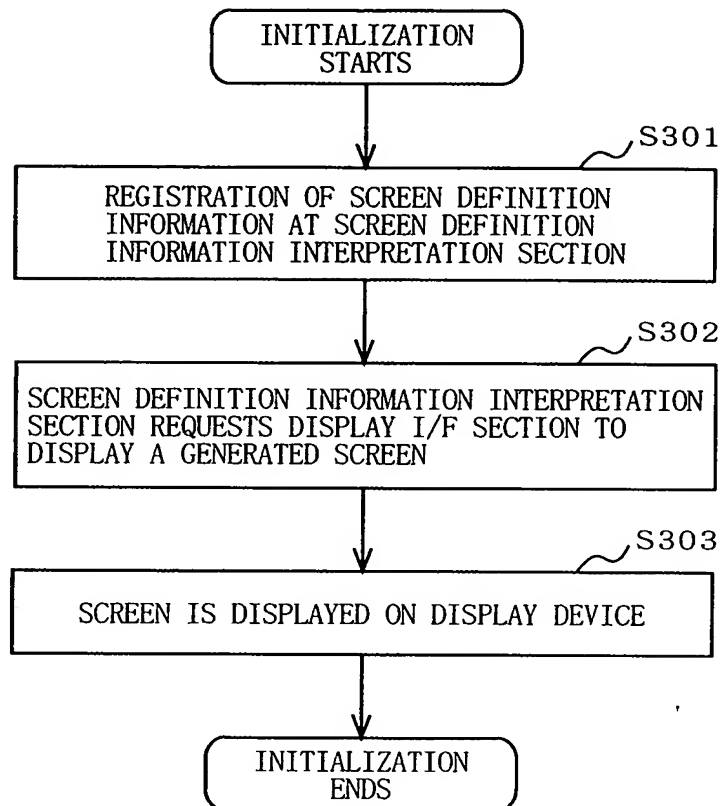 INITIALIZATION
STARTS
S301
REGISTRATION OF SCREEN DEFINITION
INFORMATION AT SCREEN DEFINITION
INFORMATION INTERPRETATION SECTION
S302
SCREEN DEFINITION INFORMATION INTERPRETATION
SECTION REQUESTS DISPLAY I/F SECTION TO
DISPLAY A GENERATED SCREEN
S303
SCREEN IS DISPLAYED ON DISPLAY DEVICE
INITIALIZATION
ENDS